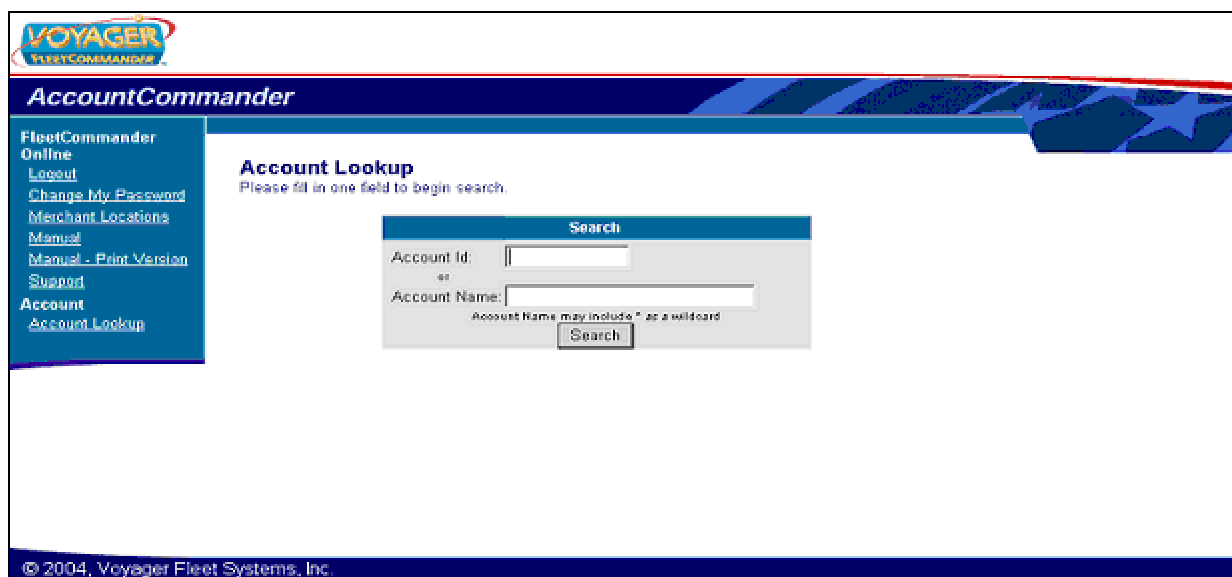 VOYAGER
FLEETCOMMANDER
AccountCommander
FleetCommander
Online
Logout
Change My Password
Merchant Locations
Manual
Manual - Print Version
Support
Account
Account Lookup
Account Lookup
Please fill in one field to begin search.
Search
Account Id:
or
Account Name:
Account Name may include * as a wildcard
Search
© 2004, Voyager Fleet Systems, Inc.